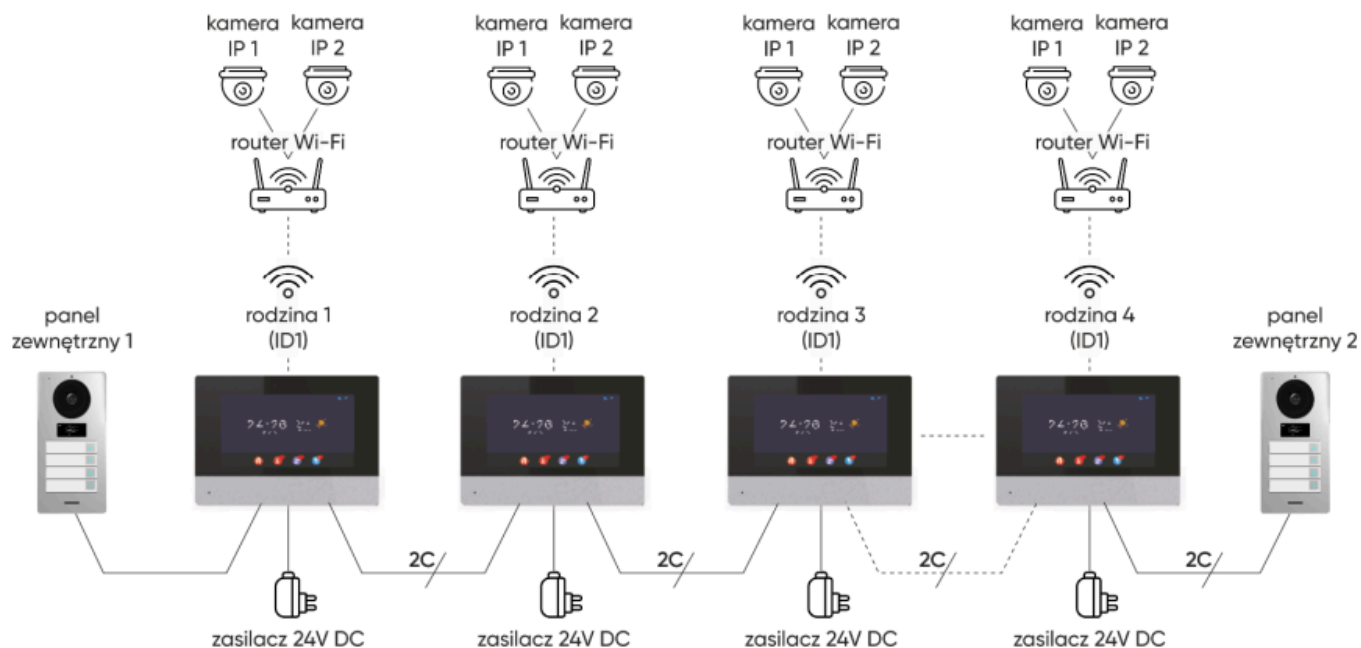 kamera kamera kamera kamera kamera kamera kamera kamera
IP 1 IP 2 IP 1 IP 2 IP 1 IP 2 IP 1 IP 2
router Wi-Fi router Wi-Fi router Wi-Fi router Wi-Fi
panel rodzina 1 rodzina 2 rodzina 3 rodzina 4 panel
zewnętrzny 1 (ID1) (ID1) (ID1) (ID1) zewnętrzny 2
2C 2C 2C 2C
zasilacz 24V DC zasilacz 24V DC zasilacz 24V DC zasilacz 24V DC